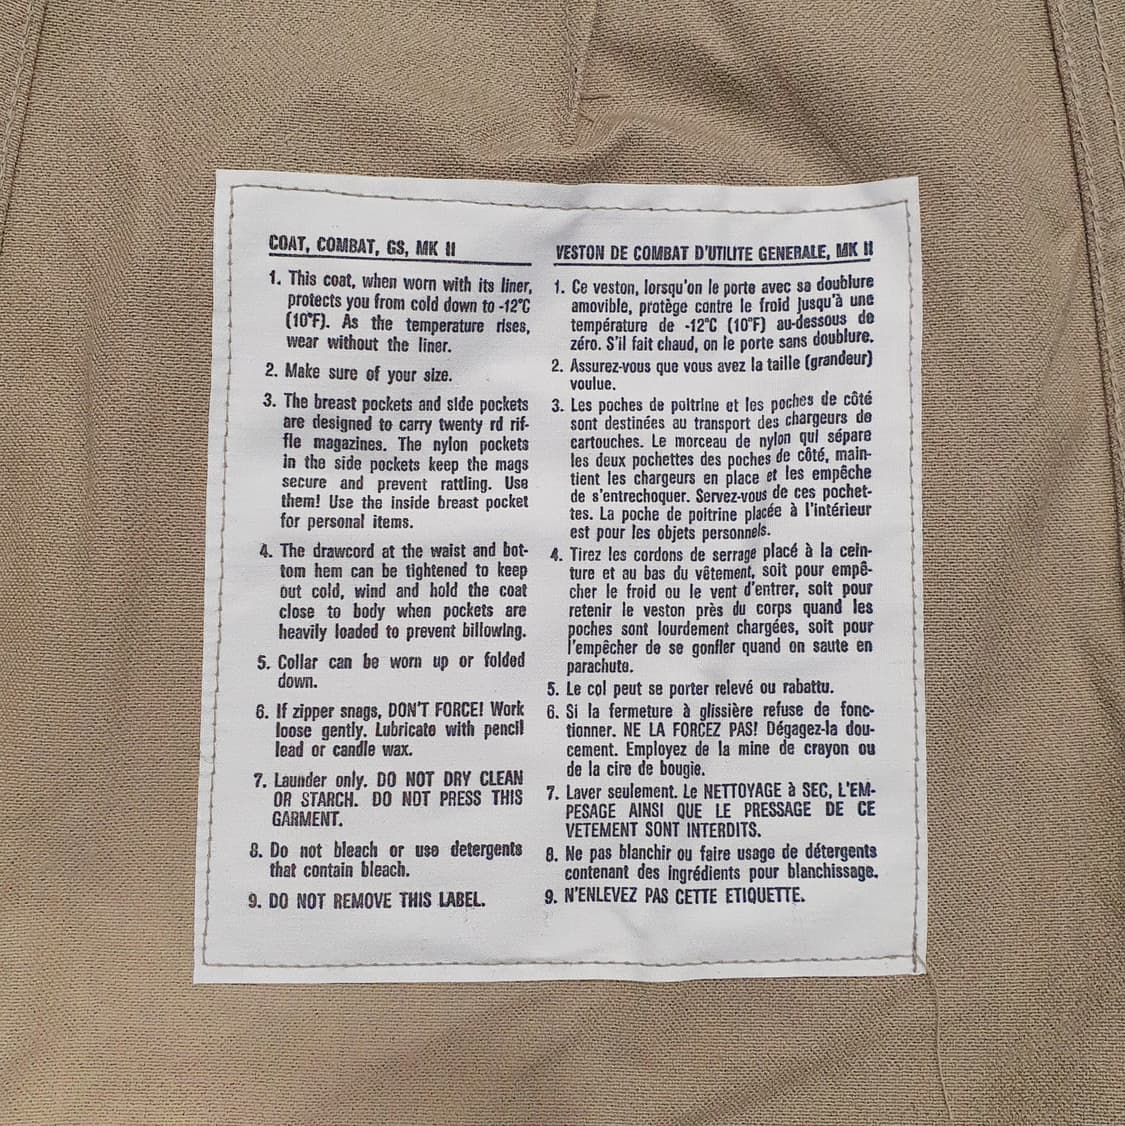 COAT, COMBAT, GS, MK II
1. This coat, when worn with its liner,
protects you from cold down to -12°C
(10°F). As the temperature rises,
wear without the liner.
2. Make sure of your size.
3. The breast pockets and side pockets
are designed to carry twenty rd rif-
fle magazines. The nylon pockets
in the side pockets keep the mags
secure and prevent rattling. Use
them! Use the inside breast pocket
for personal items.
4. The drawcord at the waist and bot-
tom hem can be tightened to keep
out cold, wind and hold the coat
close to body when pockets are
heavily loaded to prevent billowing.
5. Collar can be worn up or folded
down.
6. If zipper snags, DON'T FORCE! Work
loose gently. Lubricate with pencil
lead or candle wax.
7. Launder only. DO NOT DRY CLEAN
OR STARCH. DO NOT PRESS THIS
GARMENT.
8. Do not bleach or use detergents
that contain bleach.
9. DO NOT REMOVE THIS LABEL.
VESTON DE COMBAT D'UTILITE GENERALE, MK II
1. Ce veston, lorsqu'on le porte avec sa doublure
amovible, protège contre le froid jusqu'à une
température de -12°C (10°F) au-dessous de
zéro. S'il fait chaud, on le porte sans doublure.
2. Assurez-vous que vous avez la taille (grandeur)
voulue.
3. Les poches de poitrine et les poches de côté
sont destinées au transport des chargeurs de
cartouches. Le morceau de nylon qui sépare
les deux pochettes des poches de côté, main-
tient les chargeurs en place et les empêche
de s'entrechoquer. Servez-vous de ces pochet-
tes. La poche de poitrine placée à l'intérieur
est pour les objets personnels.
4. Tirez les cordons de serrage placé à la cein-
ture et au bas du vêtement, soit pour empê-
cher le froid ou le vent d'entrer, soit pour
retenir le veston près du corps quand les
poches sont lourdement chargées, soit pour
l'empêcher de se gonfler quand on saute en
parachute.
5. Le col peut se porter relevé ou rabattu.
6. Si la fermeture à glissière refuse de fonc-
tionner. NE LA FORCEZ PAS! Dégagez-la dou-
cement. Employez de la mine de crayon ou
de la cire de bougie.
7. Laver seulement. Le NETTOYAGE à SEC, L'EM-
PESAGE AINSI QUE LE PRESSAGE DE CE
VETEMENT SONT INTERDITS.
8. Ne pas blanchir ou faire usage de détergents
contenant des ingrédients pour blanchissage.
9. N'ENLEVEZ PAS CETTE ETIQUETTE.